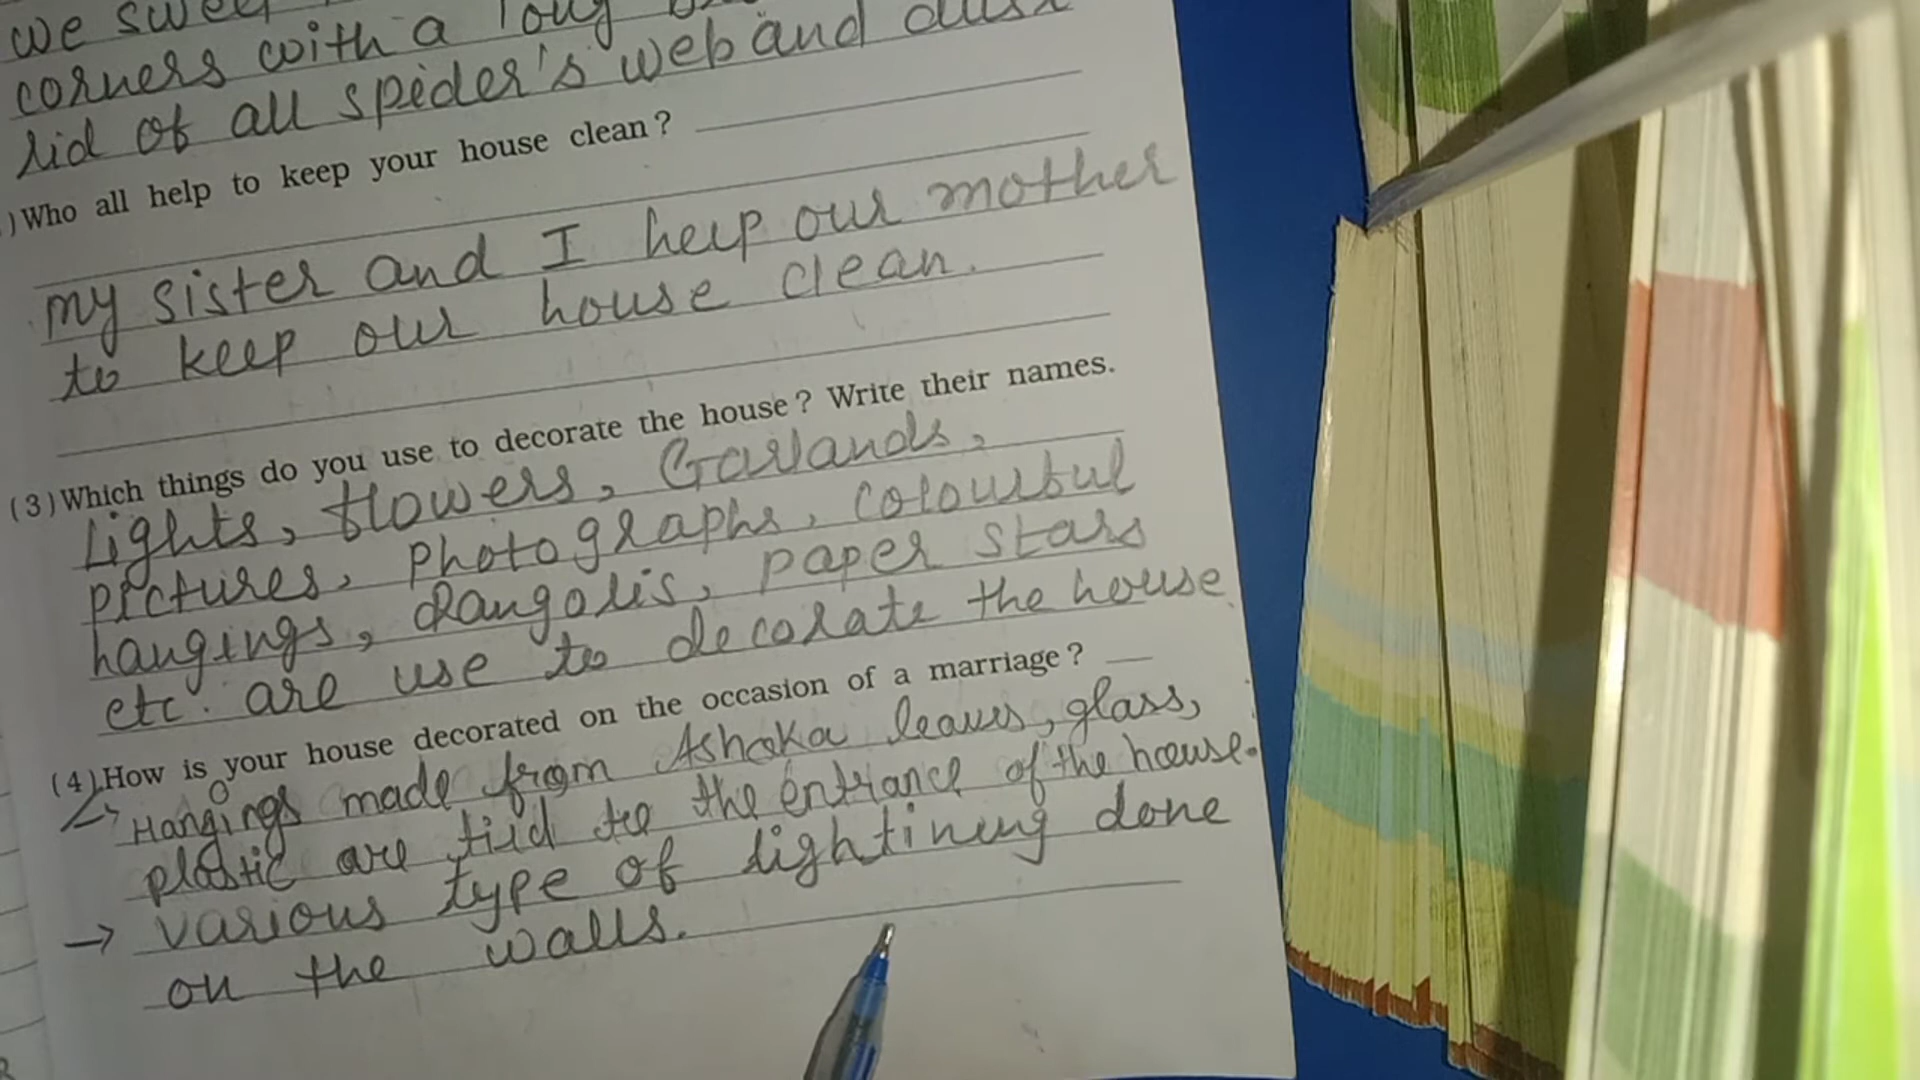 we
corners with a long
rid of all spider's web and dust
) Who all help to keep your house clean ?
my sister and I help our mother
to keep our house clean.
(3) Which things do you use to decorate the house ? Write their names.
Lights, flowers, Garlands,
pictures, photographs, colourful
hangings, Rangolis, paper stars
etc. are use to decorate the house.
(4) How is your house decorated on the occasion of a marriage ?
→ Hangings made from Ashoka leaves, glass,
plastic are tied to the entrance of the house.
→ various type of lightining done
on the walls.